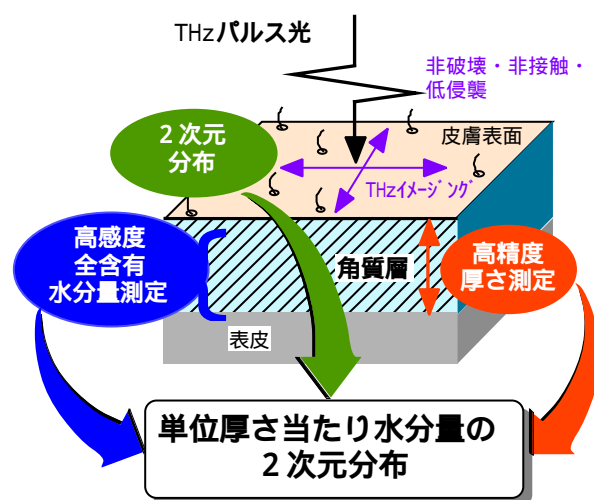 THzパルス光
非破壊・非接触・
低侵襲
2次元
分布
皮膚表面
THzイメージング
高感度
全含有
水分量測定
角質層
高精度
厚さ測定
表皮
単位厚さ当たり水分量の
2次元分布